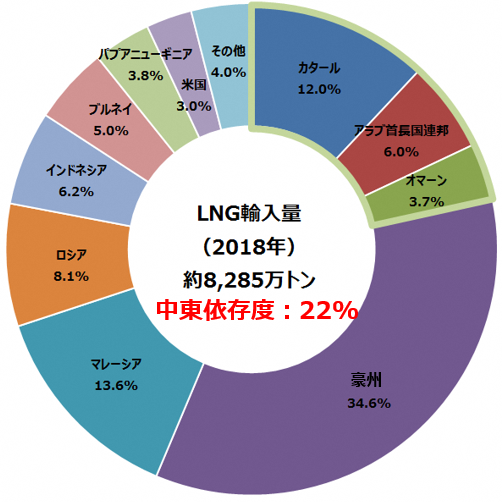 カタール
12.0%
アラブ首長国連邦
6.0%
オマーン
3.7%
豪州
34.6%
マレーシア
13.6%
ロシア
8.1%
インドネシア
6.2%
ブルネイ
5.0%
パプアニューギニア
3.8%
米国
3.0%
その他
4.0%
LNG輸入量
（2018年）
約8,285万トン
中東依存度：22%